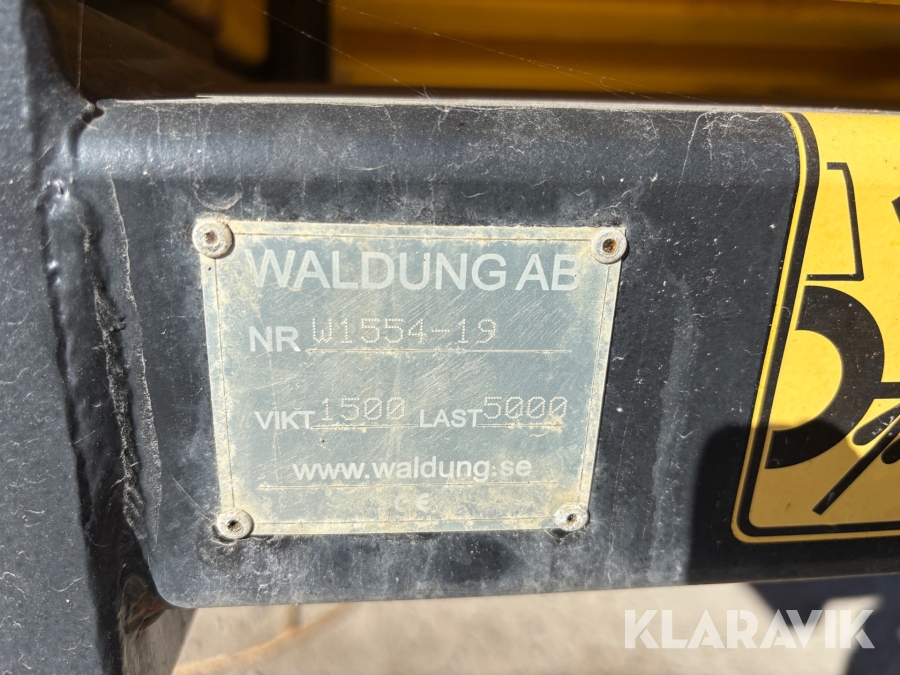 WALDUNG AB
NR W1554-19
VIKT 1500 LAST 5000
www.waldung.se
CE
KLARAVIK